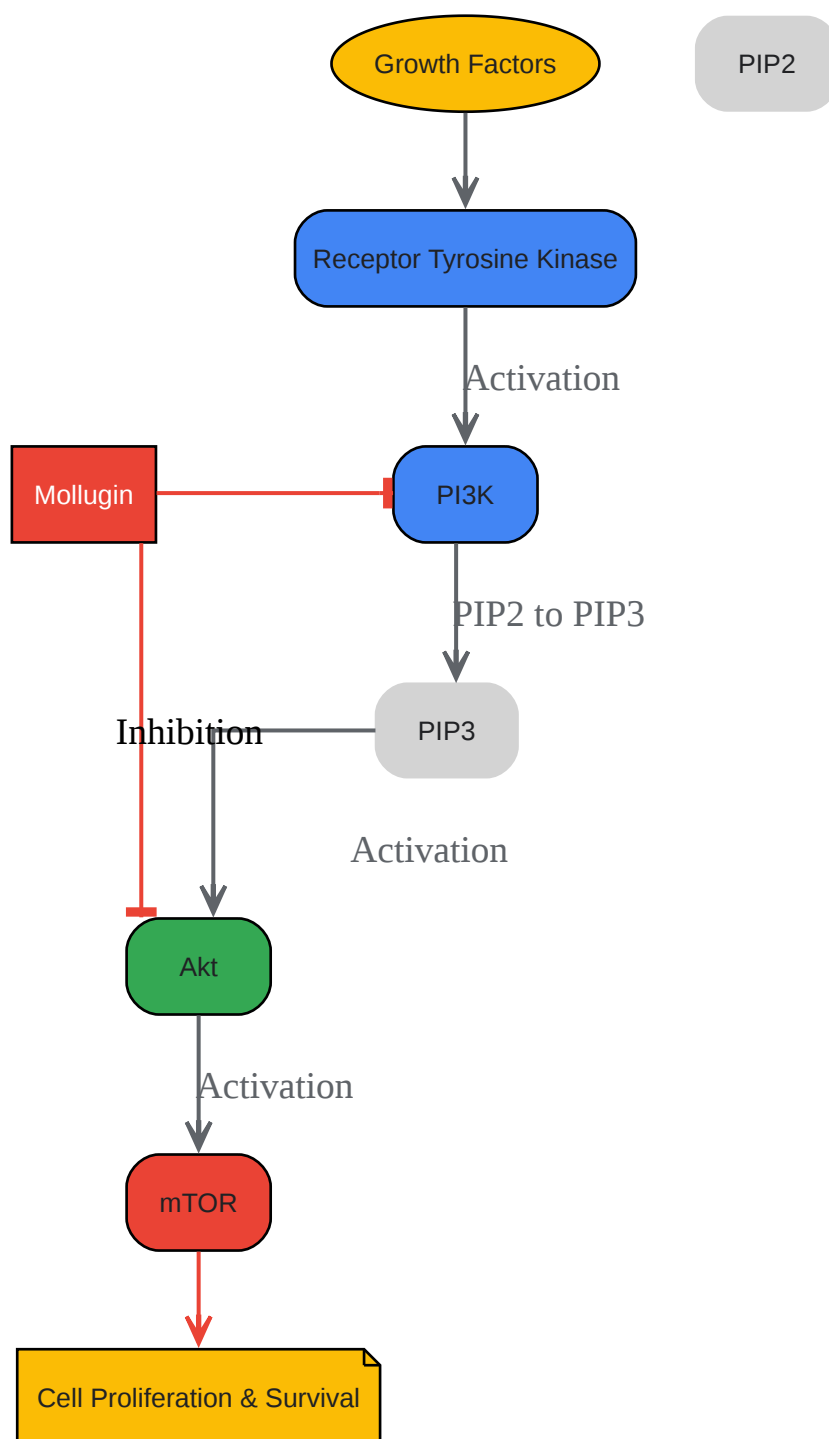 Growth Factors
PIP2
Receptor Tyrosine Kinase
Activation
Mollugin
PI3K
PIP2 to PIP3
Inhibition
PIP3
Activation
Akt
Activation
mTOR
Cell Proliferation & Survival